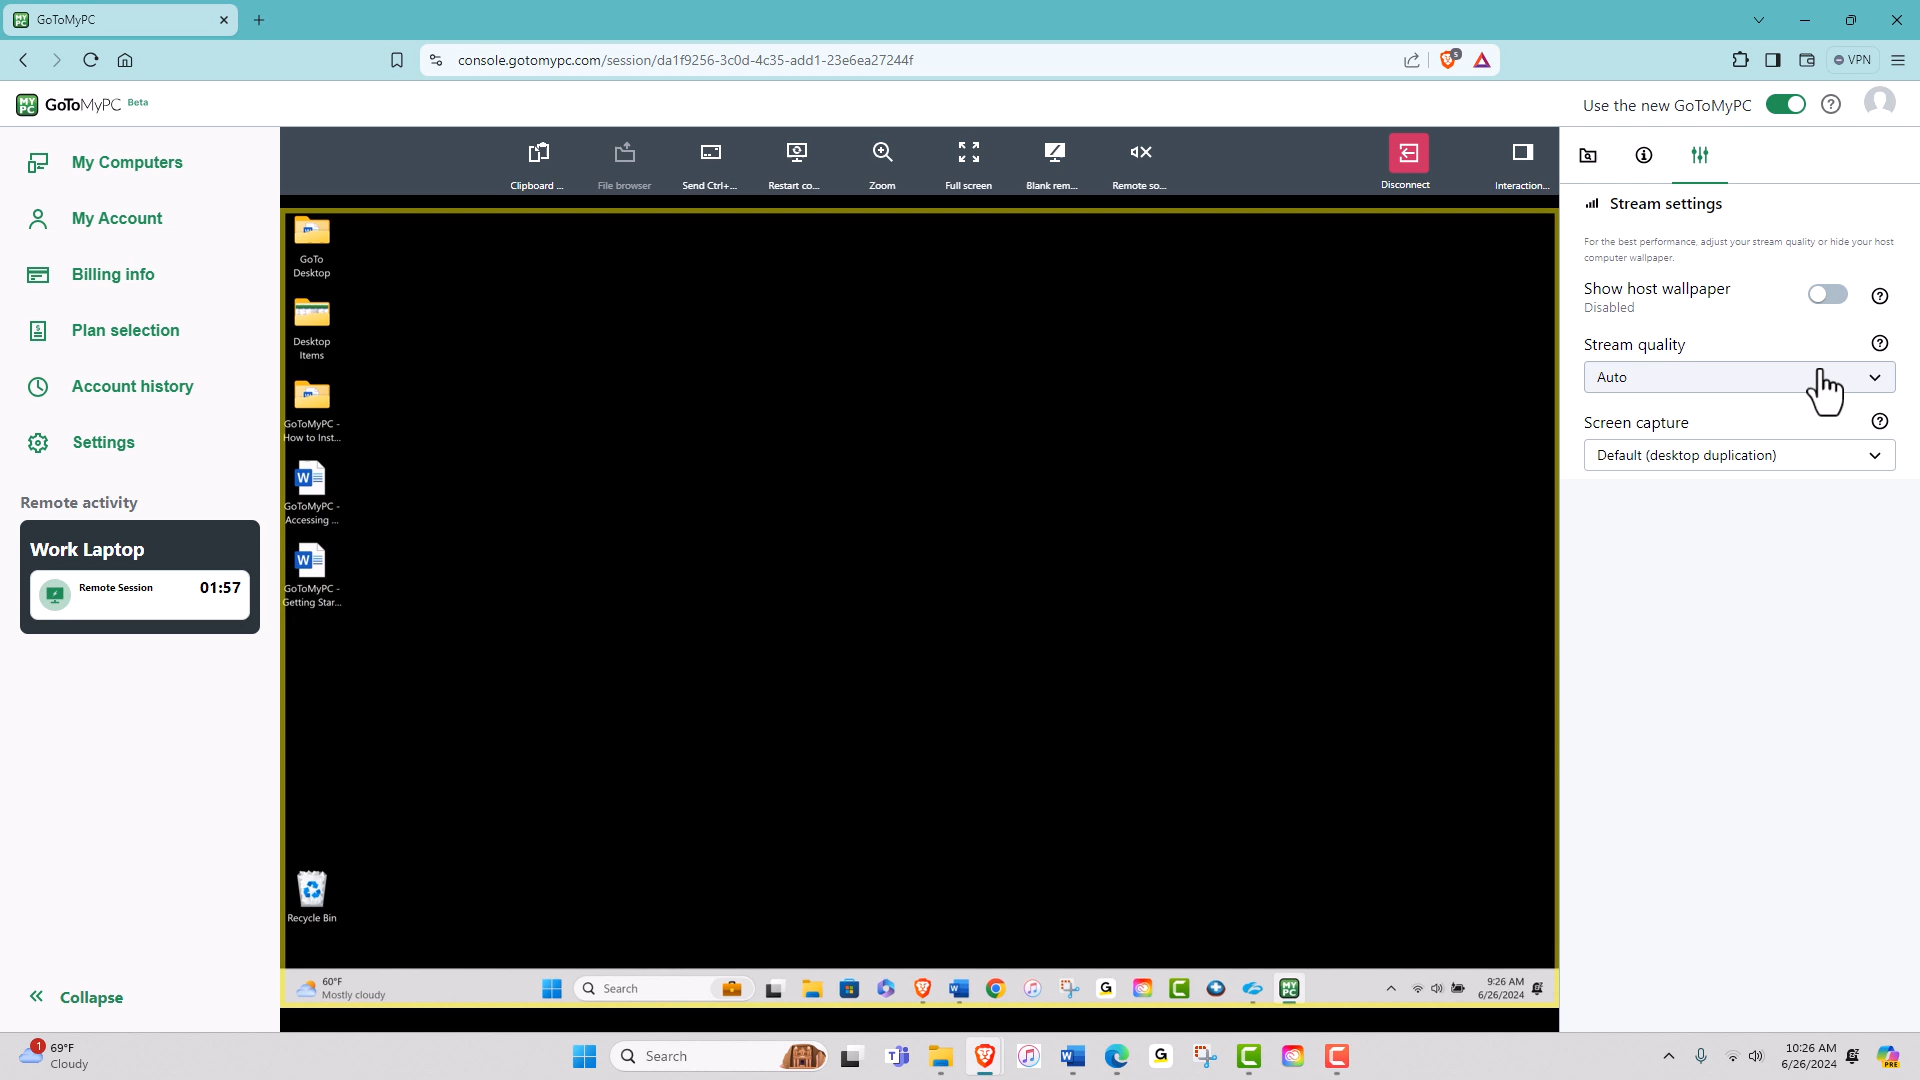 GoToMyPC
console.gotomypc.com/session/da1f9256-3c0d-4c35-add1-23e6ea27244f
5
VPN
MY PC
GoToMyPC Beta
Use the new GoToMyPC
My Computers
My Account
Billing info
Plan selection
Account history
Settings
Remote activity
Work Laptop
Remote Session 01:57
Collapse
Clipboard ...
File browser
Send Ctrl+...
Restart co...
Zoom
Full screen
Blank rem...
Remote so...
Disconnect
Interaction...
GoTo
Desktop
Desktop
Items
GoToMyPC -
How to Inst...
GoToMyPC -
Accessing ...
GoToMyPC -
Getting Star...
Recycle Bin
60°F
Mostly cloudy
Search
9:26 AM
6/26/2024
Stream settings
For the best performance, adjust your stream quality or hide your host
computer wallpaper.
Show host wallpaper
Disabled
Stream quality
Auto
Screen capture
Default (desktop duplication)
1
69°F
Cloudy
Search
10:26 AM
6/26/2024
PRE